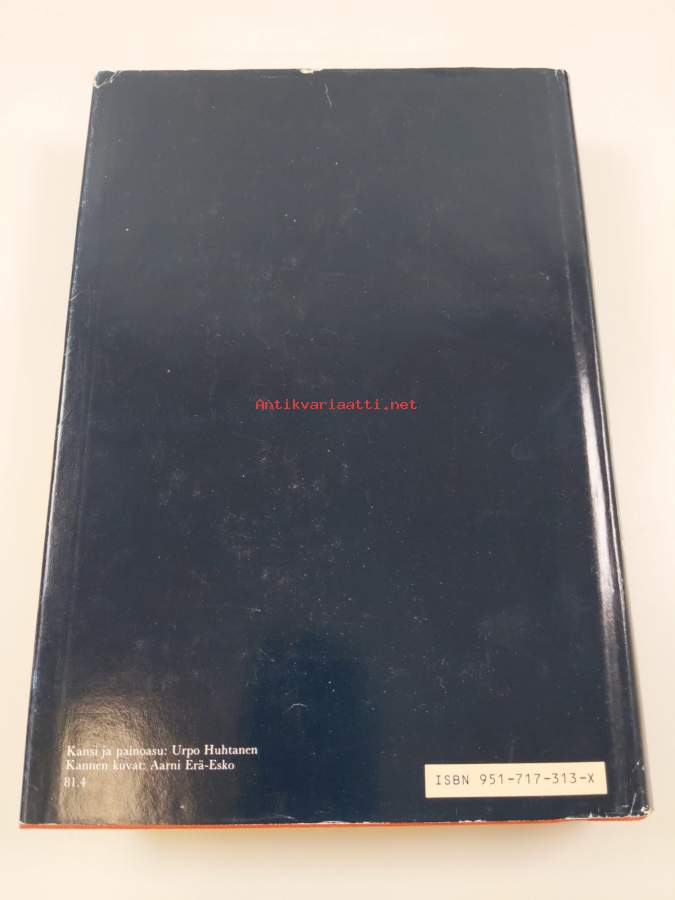 Antikvariaatti.net
Kansi ja painoasu: Urpo Huhtanen
Kannen kuvat: Aarni Erä-Esko
81.4
ISBN 951-717-313-X